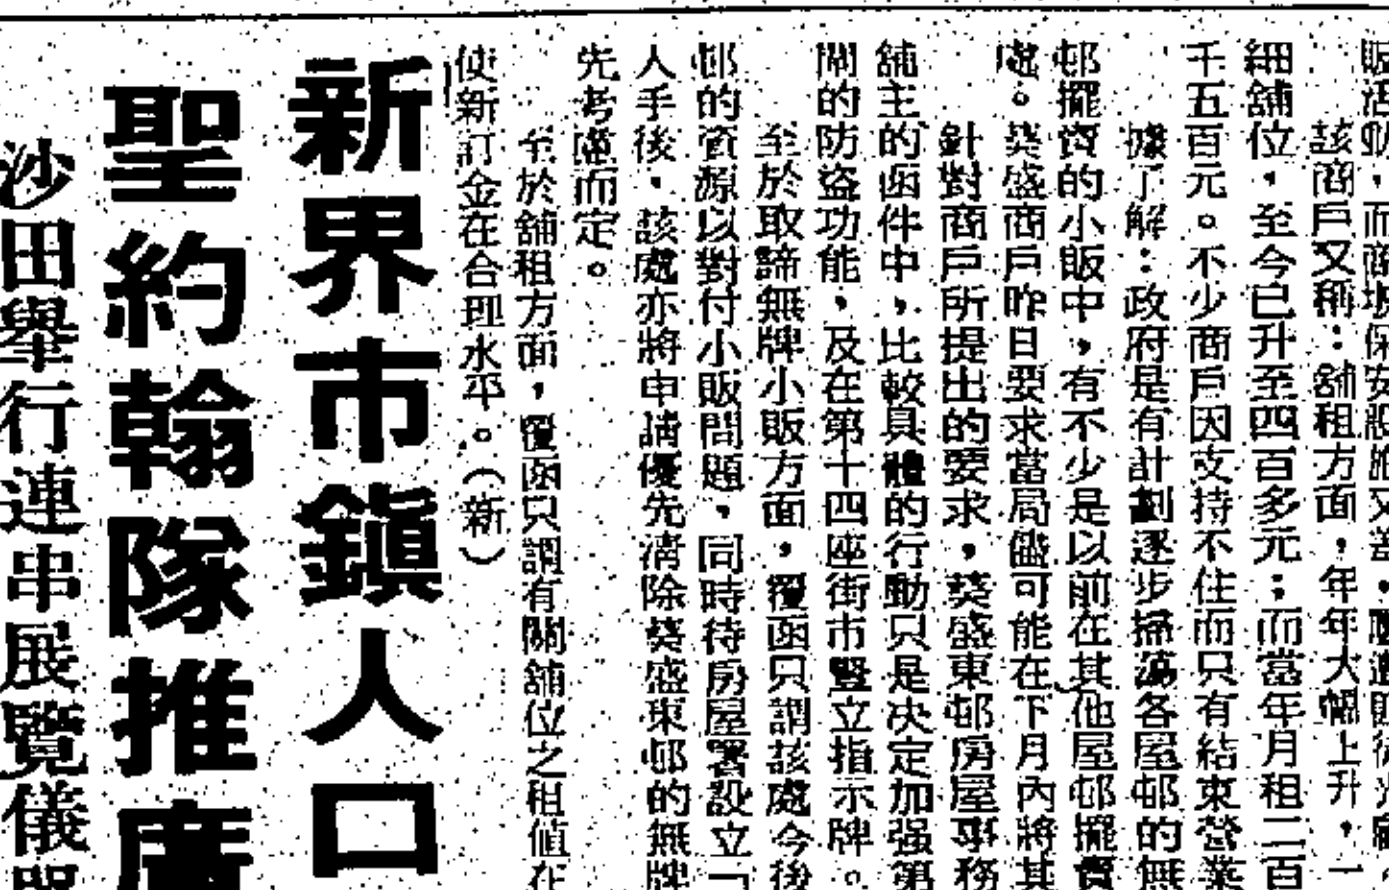 該商戶又稱：舖租方面，年年大幅上升，一
細舖位，至今已升至四百多元；而當年月租二百
千五百元。不少商戶因支持不住而只有結束營業
據了解：政府是有計劃逐步掃蕩各屋邨的無
邨擺賣的小販中，有不少是以前在其他屋邨擺賣
處。葵盛商戶昨日要求當局儘可能在下月內將其
針對商戶所提出的要求，葵盛東邨房屋事務
舖主的函件中，比較具體的行動只是決定加强第
閘的防盜功能，及在第十四座街市豎立指示牌。
至於取諦無牌小販方面，覆函只謂該處今後
邨的資源以對付小販問題，同時待房屋署設立「
人手後，該處亦將申請優先清除葵盛東邨的無牌
先考慮而定。
至於舖租方面，覆函只謂有關舖位之租値在
使新訂金在合理水平。（新）
新界市鎮人口
聖約翰隊推廣
沙田舉行連串展覽儀